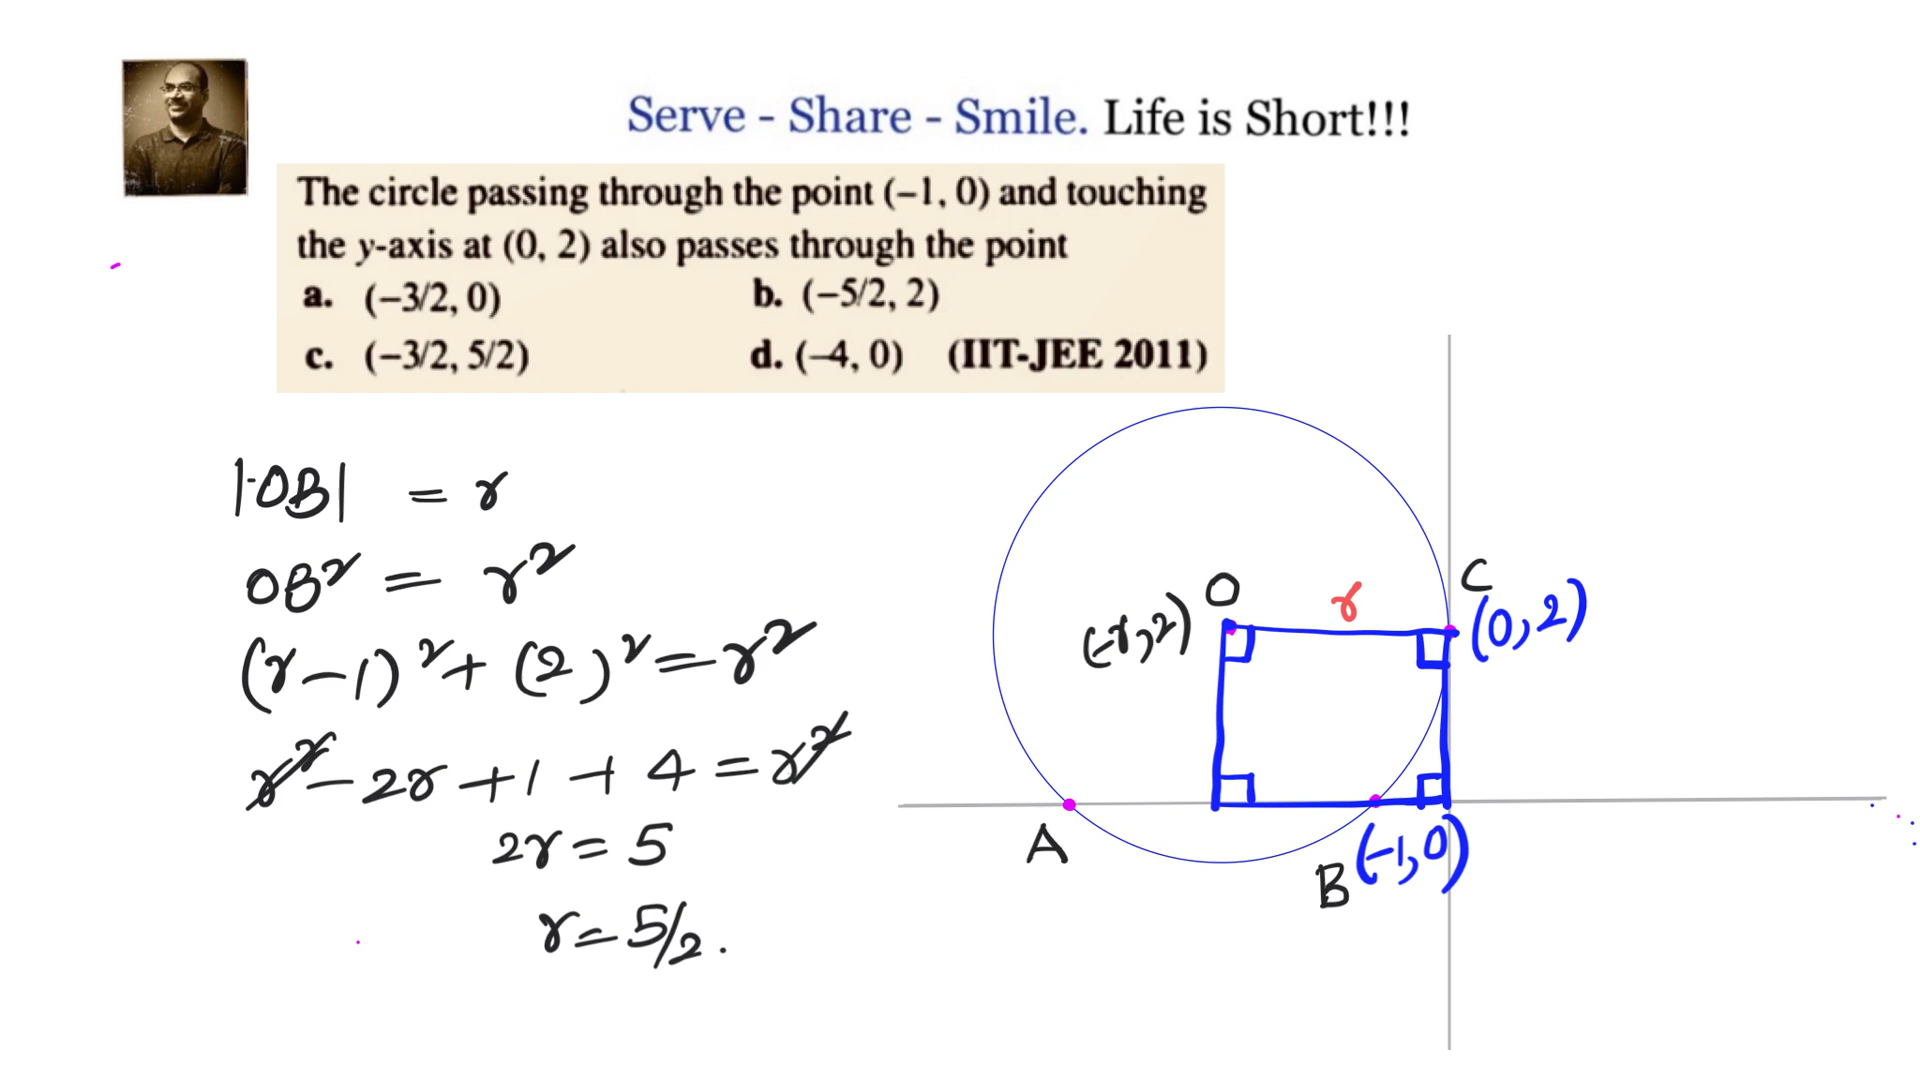 Serve - Share - Smile. Life is Short!!!
The circle passing through the point (–1, 0) and touching
the y-axis at (0, 2) also passes through the point
a. (–3/2, 0) b. (–5/2, 2)
c. (–3/2, 5/2) d. (–4, 0) (IIT-JEE 2011)
|OB| = r
OB² = r²
(r–1)² + (2)² = r²
r² – 2r + 1 + 4 = r²
2r = 5
r = 5/2.
O
r
C
(-r,2)
(0,2)
A
B (-1,0)